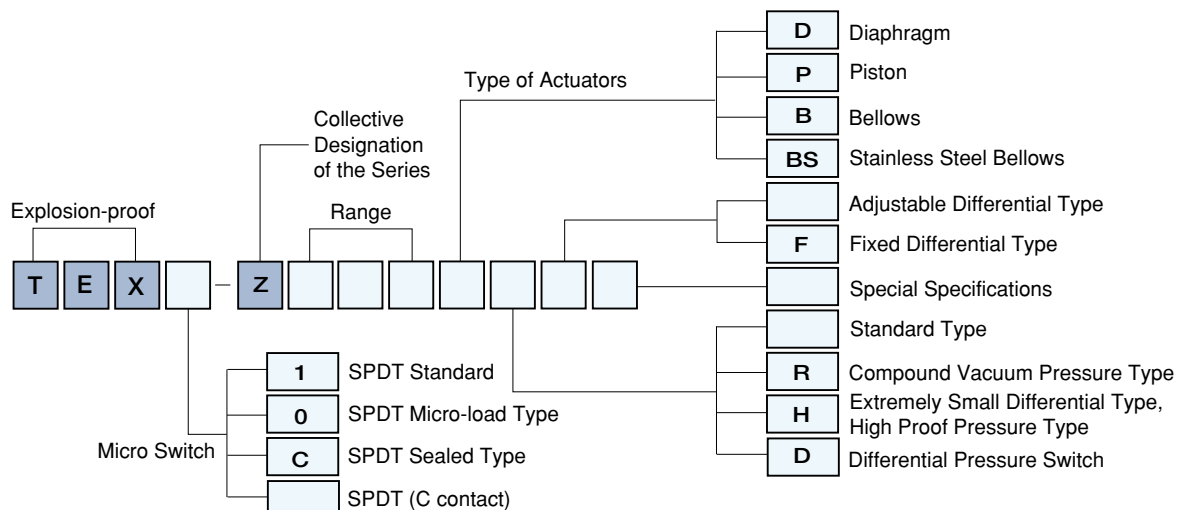 D Diaphragm
Type of Actuators
P Piston
Collective
Designation
of the Series
B Bellows
BS Stainless Steel Bellows
Explosion-proof
Range
Adjustable Differential Type
F Fixed Differential Type
T E X – Z
Special Specifications
Standard Type
1 SPDT Standard
R Compound Vacuum Pressure Type
0 SPDT Micro-load Type
H Extremely Small Differential Type,
High Proof Pressure Type
Micro Switch
C SPDT Sealed Type
D Differential Pressure Switch
SPDT (C contact)